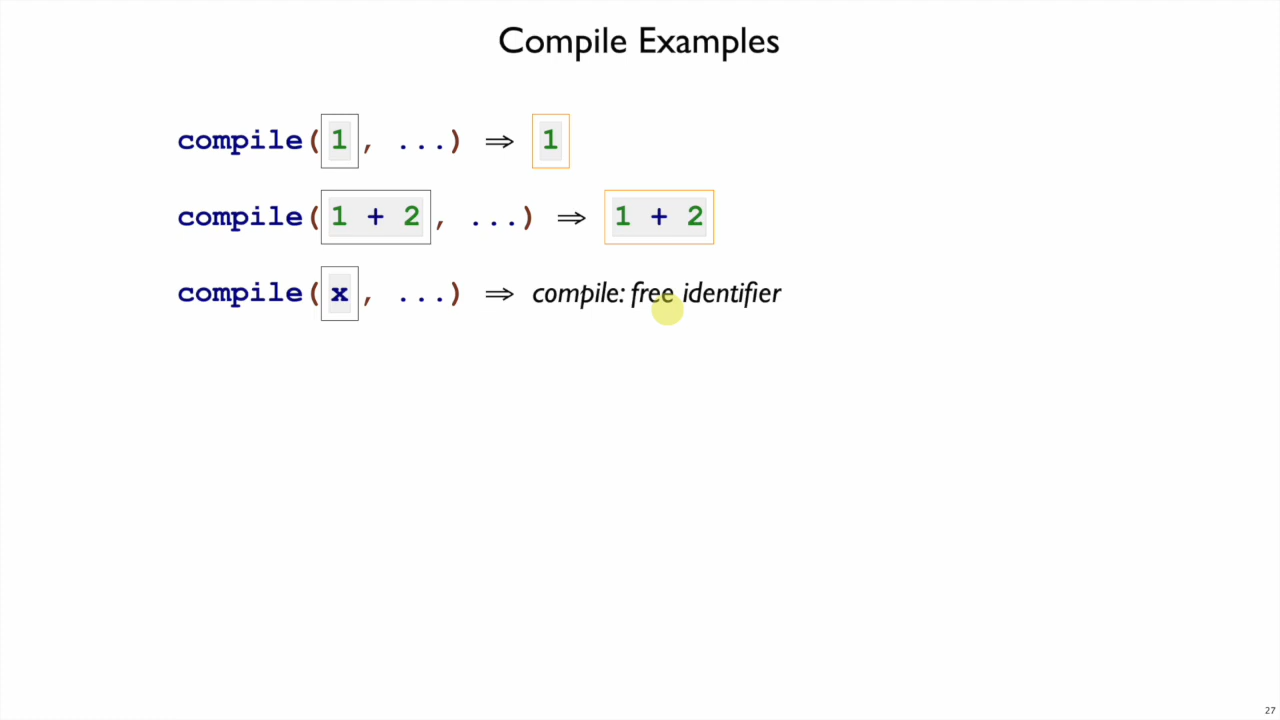 Compile Examples
compile(1, ...) ⇒ 1
compile(1 + 2, ...) ⇒ 1 + 2
compile(x, ...) ⇒ compile: free identifier
27